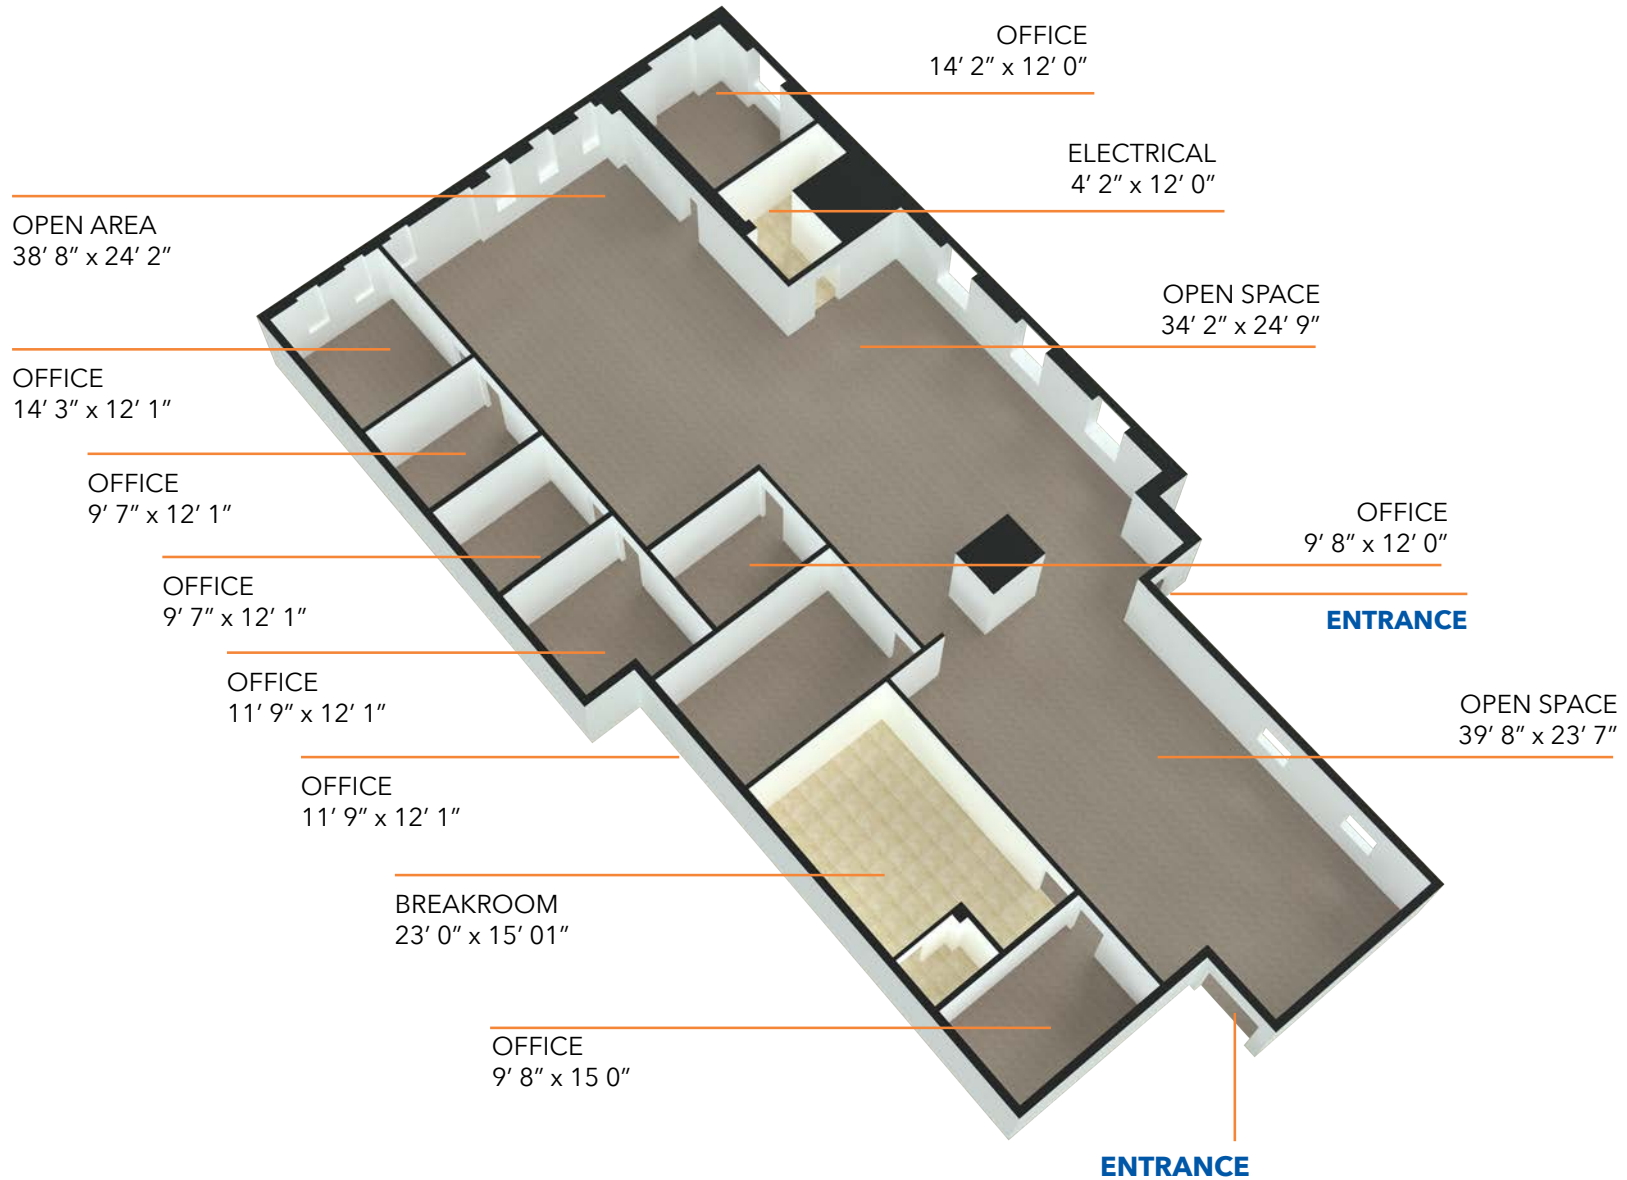 OFFICE
14’ 2” x 12’ 0”
ELECTRICAL
4’ 2” x 12’ 0”
OPEN AREA
38’ 8” x 24’ 2”
OPEN SPACE
34’ 2” x 24’ 9”
OFFICE
14’ 3” x 12’ 1”
OFFICE
9’ 7” x 12’ 1”
OFFICE
9’ 8” x 12’ 0”
OFFICE
9’ 7” x 12’ 1”
ENTRANCE
OFFICE
11’ 9” x 12’ 1”
OPEN SPACE
39’ 8” x 23’ 7”
OFFICE
11’ 9” x 12’ 1”
BREAKROOM
23’ 0” x 15’ 01”
OFFICE
9’ 8” x 15 0”
ENTRANCE